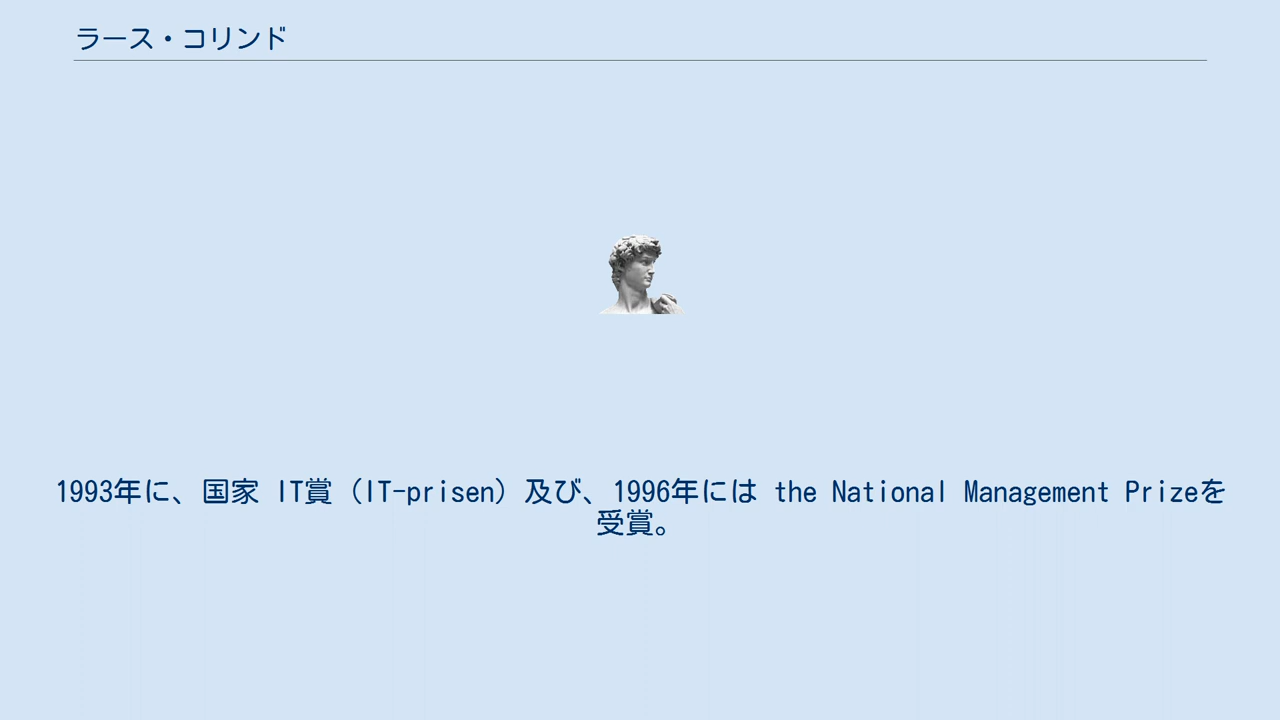 ラース・コリンド
1993年に、国家 IT賞（IT-prisen）及び、1996年には the National Management Prizeを
受賞。